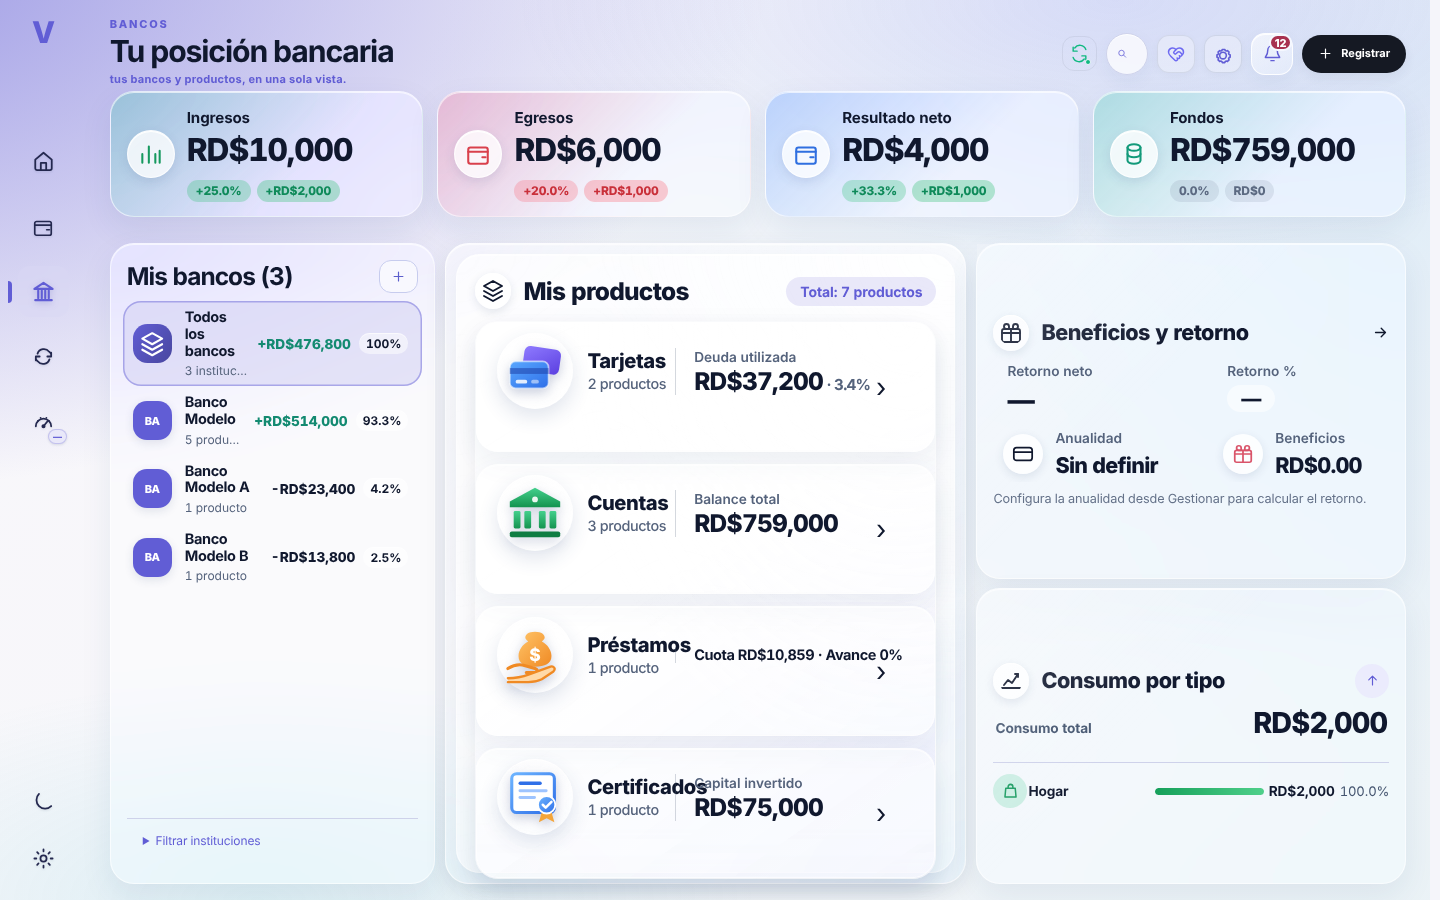 V
BANCOS
Tu posición bancaria
tus bancos y productos, en una sola vista.
12
+ Registrar
Ingresos
RD$10,000
+25.0% +RD$2,000
Egresos
RD$6,000
+20.0% +RD$1,000
Resultado neto
RD$4,000
+33.3% +RD$1,000
Fondos
RD$759,000
0.0% RD$0
Mis bancos (3)
+
Todos
los
bancos
3 instituc...
+RD$476,800 100%
BA
Banco
Modelo
5 produ...
+RD$514,000 93.3%
BA
Banco
Modelo A
1 producto
-RD$23,400 4.2%
BA
Banco
Modelo B
1 producto
-RD$13,800 2.5%
Filtrar instituciones
Mis productos
Total: 7 productos
Tarjetas
2 productos
Deuda utilizada
RD$37,200 · 3.4%
Cuentas
3 productos
Balance total
RD$759,000
$
Préstamos
1 producto
Cuota RD$10,859 · Avance 0%
Certificados
1 producto
Capital invertido
RD$75,000
Beneficios y retorno
Retorno neto
—
Retorno %
—
Anualidad
Sin definir
Beneficios
RD$0.00
Configura la anualidad desde Gestionar para calcular el retorno.
Consumo por tipo
Consumo total
RD$2,000
Hogar
RD$2,000 100.0%